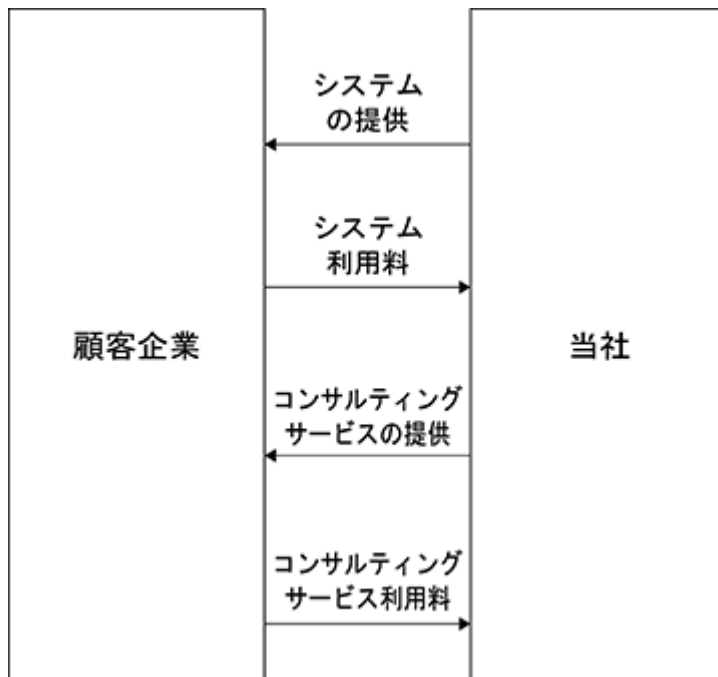 システム
の提供
システム
利用料
顧客企業
当社
コンサルティング
サービスの提供
コンサルティング
サービス利用料